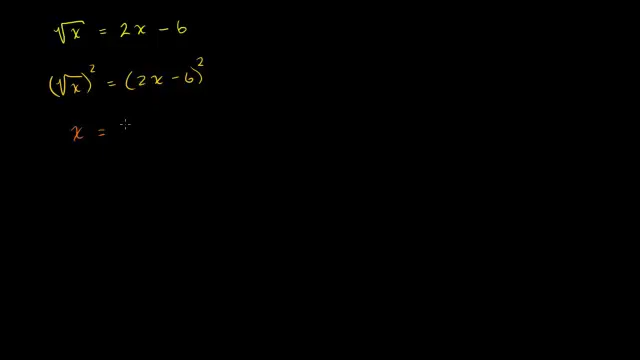 √x = 2x - 6
(√x)² = (2x - 6)²
x =